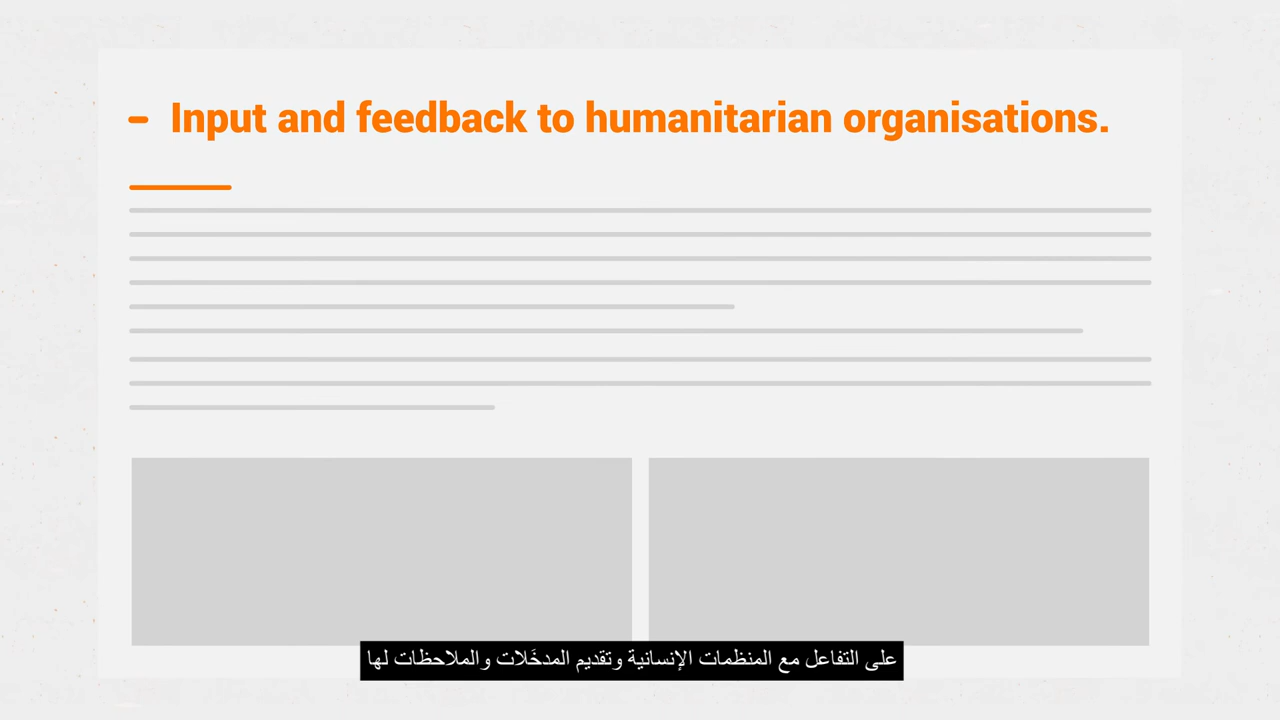 – Input and feedback to humanitarian organisations.
على التفاعل مع المنظمات الإنسانية وتقديم المدخَلات والملاحظات لها